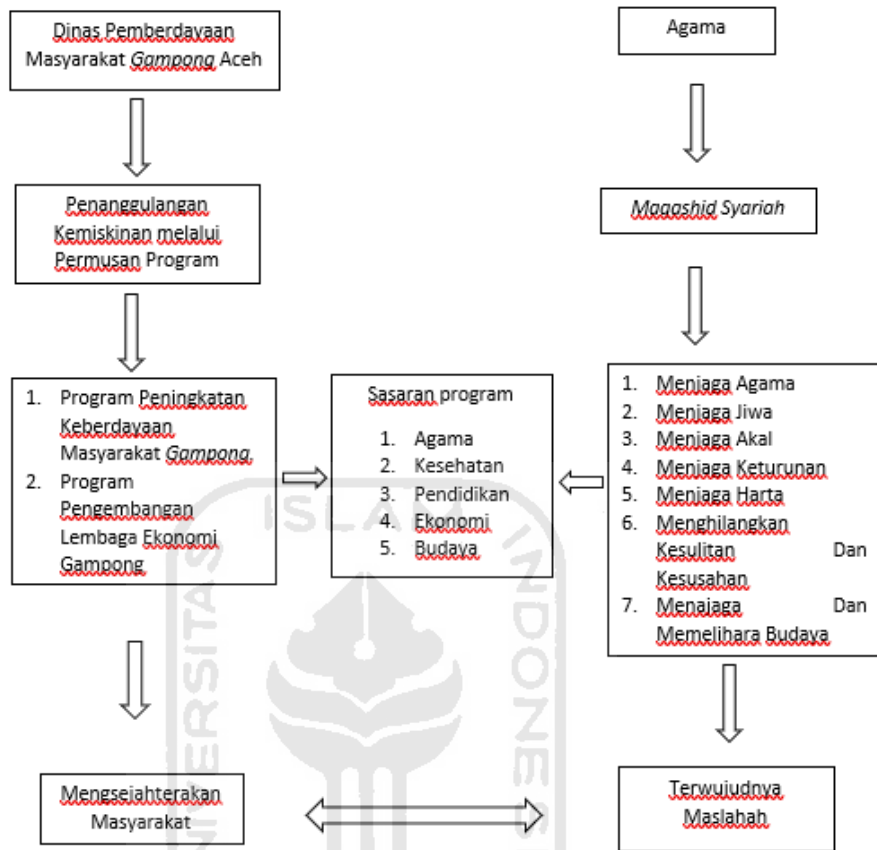 Dinas Pemberdayaan
Masyarakat Gampong Aceh
Agama
Penanggulangan
Kemiskinan melalui
Permusan Program
Maqashid Syariah
1. Program Peningkatan
Keberdayaan
Masyarakat Gampong.
2. Program
Pengembangan
Lembaga Ekonomi
Gampong
Sasaran program
1. Agama
2. Kesehatan
3. Pendidikan
4. Ekonomi
5. Budaya
1. Menjaga Agama
2. Menjaga Jiwa
3. Menjaga Akal
4. Menjaga Keturunan
5. Menjaga Harta
6. Menghilangkan
Kesulitan Dan
Kesusahan
7. Menajaga Dan
Memelihara Budaya
Mengsejahterakan
Masyarakat
Terwujudnya
Maslahah
UNIVERSITAS
ISLAM
INDONES